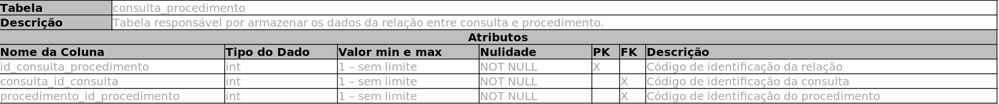 Tabela consulta_procedimento
Descrição Tabela responsável por armazenar os dados da relação entre consulta e procedimento.
Atributos
Nome da Coluna Tipo do Dado Valor min e max Nulidade PK FK Descrição
id_consulta_procedimento int 1 – sem limite NOT NULL X Código de identificação da relação
consulta_id_consulta int 1 – sem limite NOT NULL X Código de identificação da consulta
procedimento_id_procedimento int 1 – sem limite NOT NULL X Código de identificação do procedimento